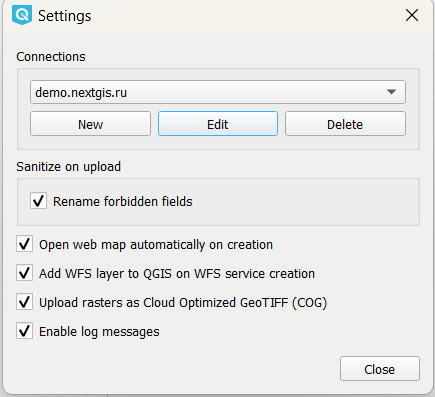 Settings
Connections
demo.nextgis.ru
New Edit Delete
Sanitize on upload
Rename forbidden fields
Open web map automatically on creation
Add WFS layer to QGIS on WFS service creation
Upload rasters as Cloud Optimized GeoTIFF (COG)
Enable log messages
Close